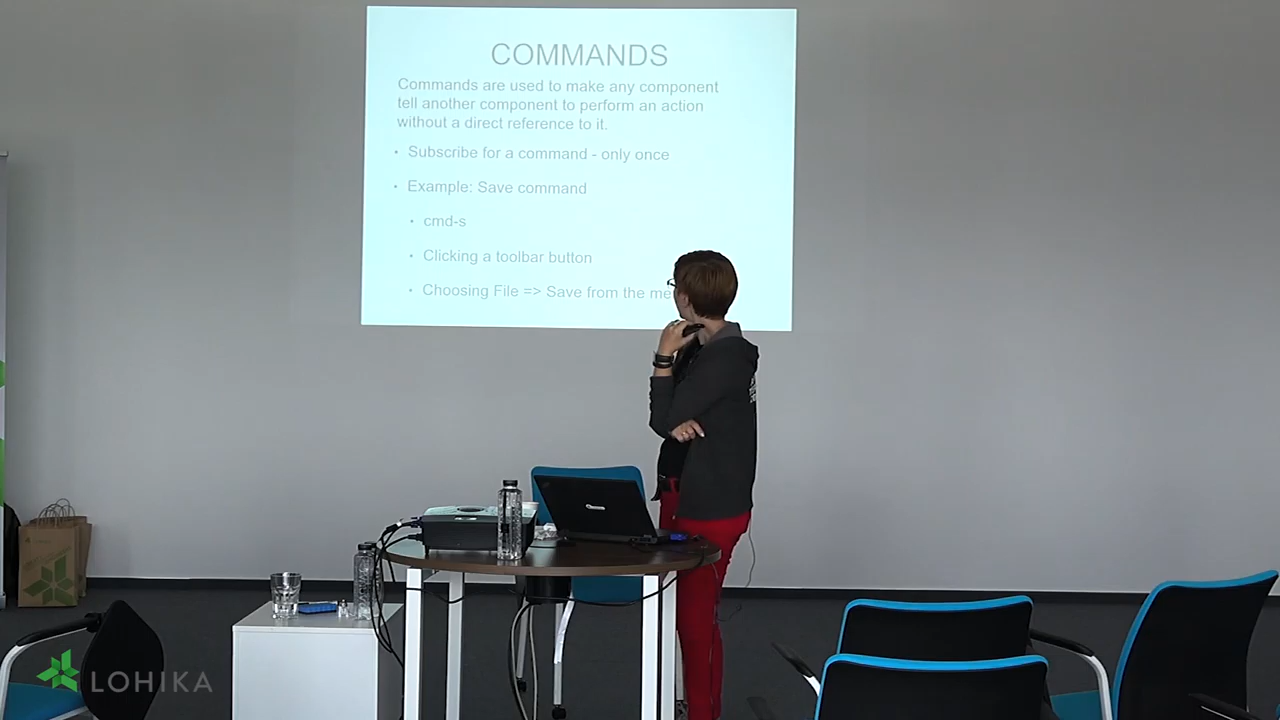 COMMANDS
Commands are used to make any component
tell another component to perform an action
without a direct reference to it.
• Subscribe for a command - only once
• Example: Save command
• cmd-s
• Clicking a toolbar button
• Choosing File => Save from the me
LOHIKA